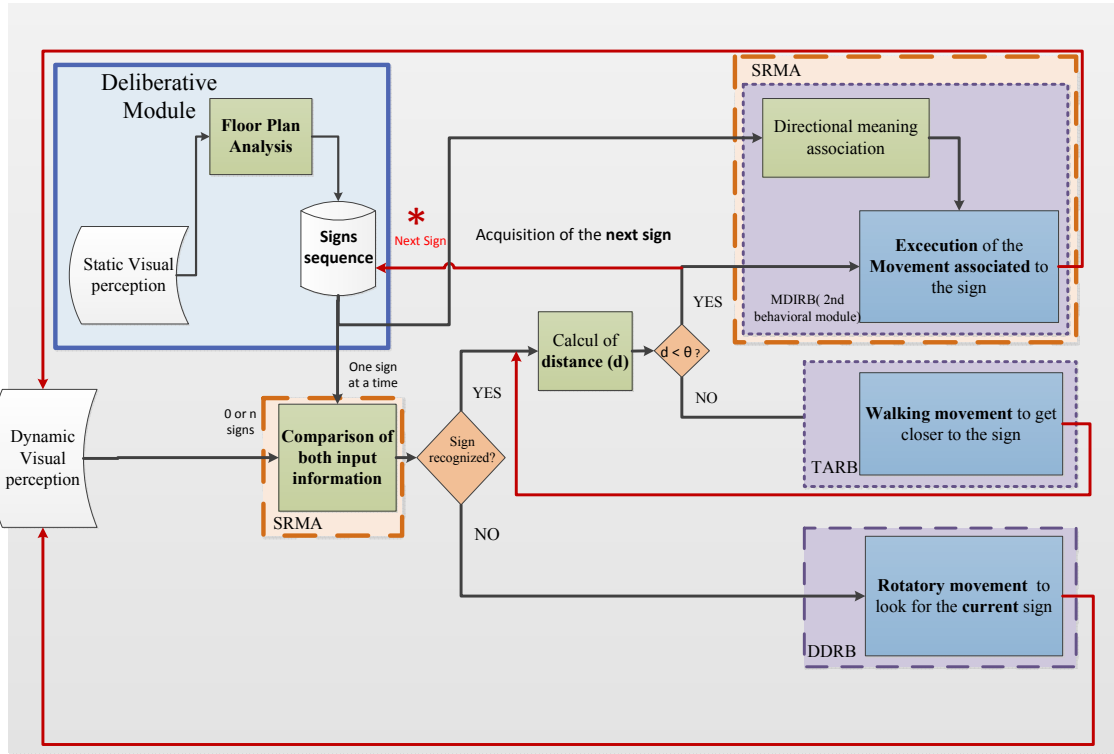 Deliberative
Module
Floor Plan
Analysis
Static Visual
perception
Signs
sequence
*
Next Sign
Acquisition of the next sign
SRMA
Directional meaning
association
Excecution of the
Movement associated to
the sign
MDIRB( 2nd
behavioral module)
YES
Calcul of
distance (d)
d < θ ?
NO
One sign
at a time
0 or n
signs
YES
Dynamic
Visual
perception
Comparison of
both input
information
SRMA
Sign
recognized?
NO
Walking movement to get
closer to the sign
TARB
Rotatory movement to
look for the current sign
DDRB